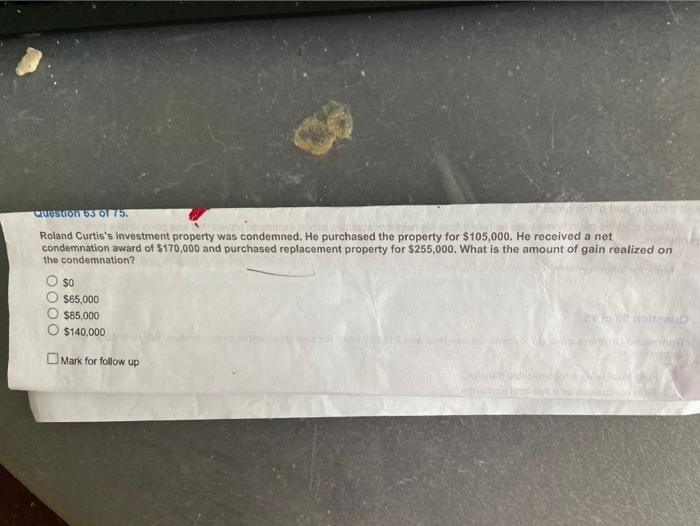 Question 63 of 75.
Roland Curtis's investment property was condemned. He purchased the property for $105,000. He received a net
condemnation award of $170,000 and purchased replacement property for $255,000. What is the amount of gain realized on
the condemnation?
$0
$65,000
$85,000
$140,000
Mark for follow up